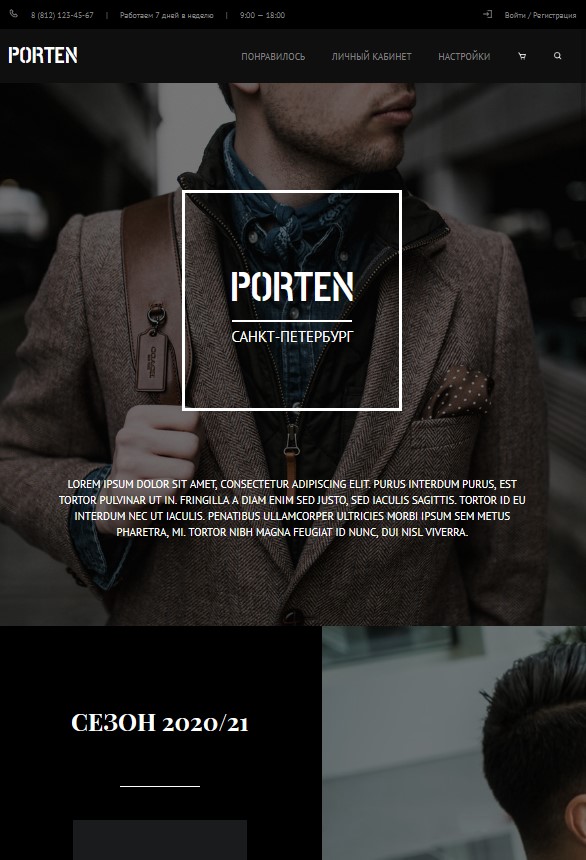 8 (812) 123-45-67 | Работаем 7 дней в неделю | 9:00 — 18:00 Войти / Регистрация
PORTEN ПОНРАВИЛОСЬ ЛИЧНЫЙ КАБИНЕТ НАСТРОЙКИ
PORTEN
САНКТ-ПЕТЕРБУРГ
LOREM IPSUM DOLOR SIT AMET, CONSECTETUR ADIPISCING ELIT. PURUS INTERDUM PURUS, EST
TORTOR PULVINAR UT IN. FRINGILLA A DIAM ENIM SED JUSTO, SED IACULIS SAGITTIS. TORTOR ID EU
INTERDUM NEC UT IACULIS. PENATIBUS ULLAMCORPER ULTRICIES MORBI IPSUM SEM METUS
PHARETRA, MI. TORTOR NIBH MAGNA FEUGIAT ID NUNC, DUI NISL VIVERRA.
СЕЗОН 2020/21